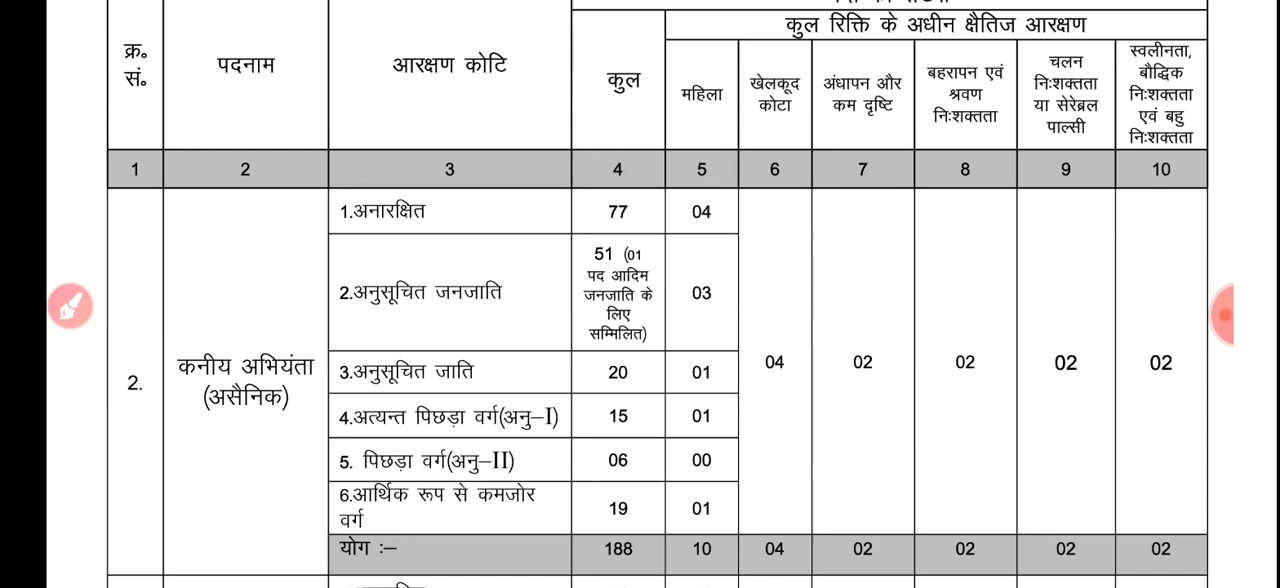 कुल रिक्ति के अधीन क्षैतिज आरक्षण
क्र॰ सं॰ पदनाम आरक्षण कोटि कुल महिला खेलकूद कोटा अंधापन और कम दृष्टि बहरापन एवं श्रवण निःशक्तता चलन निःशक्तता या सेरेब्रल पाल्सी स्वलीनता, बौद्धिक निःशक्तता एवं बहु निःशक्तता
1 2 3 4 5 6 7 8 9 10
2. कनीय अभियंता (असैनिक)
1.अनारक्षित 77 04
2.अनुसूचित जनजाति 51 (01 पद आदिम जनजाति के लिए सम्मिलित) 03
3.अनुसूचित जाति 20 01
4.अत्यन्त पिछड़ा वर्ग(अनु–I) 15 01
5. पिछड़ा वर्ग(अनु–II) 06 00
6.आर्थिक रूप से कमजोर वर्ग 19 01
04 02 02 02 02
योग :– 188 10 04 02 02 02 02